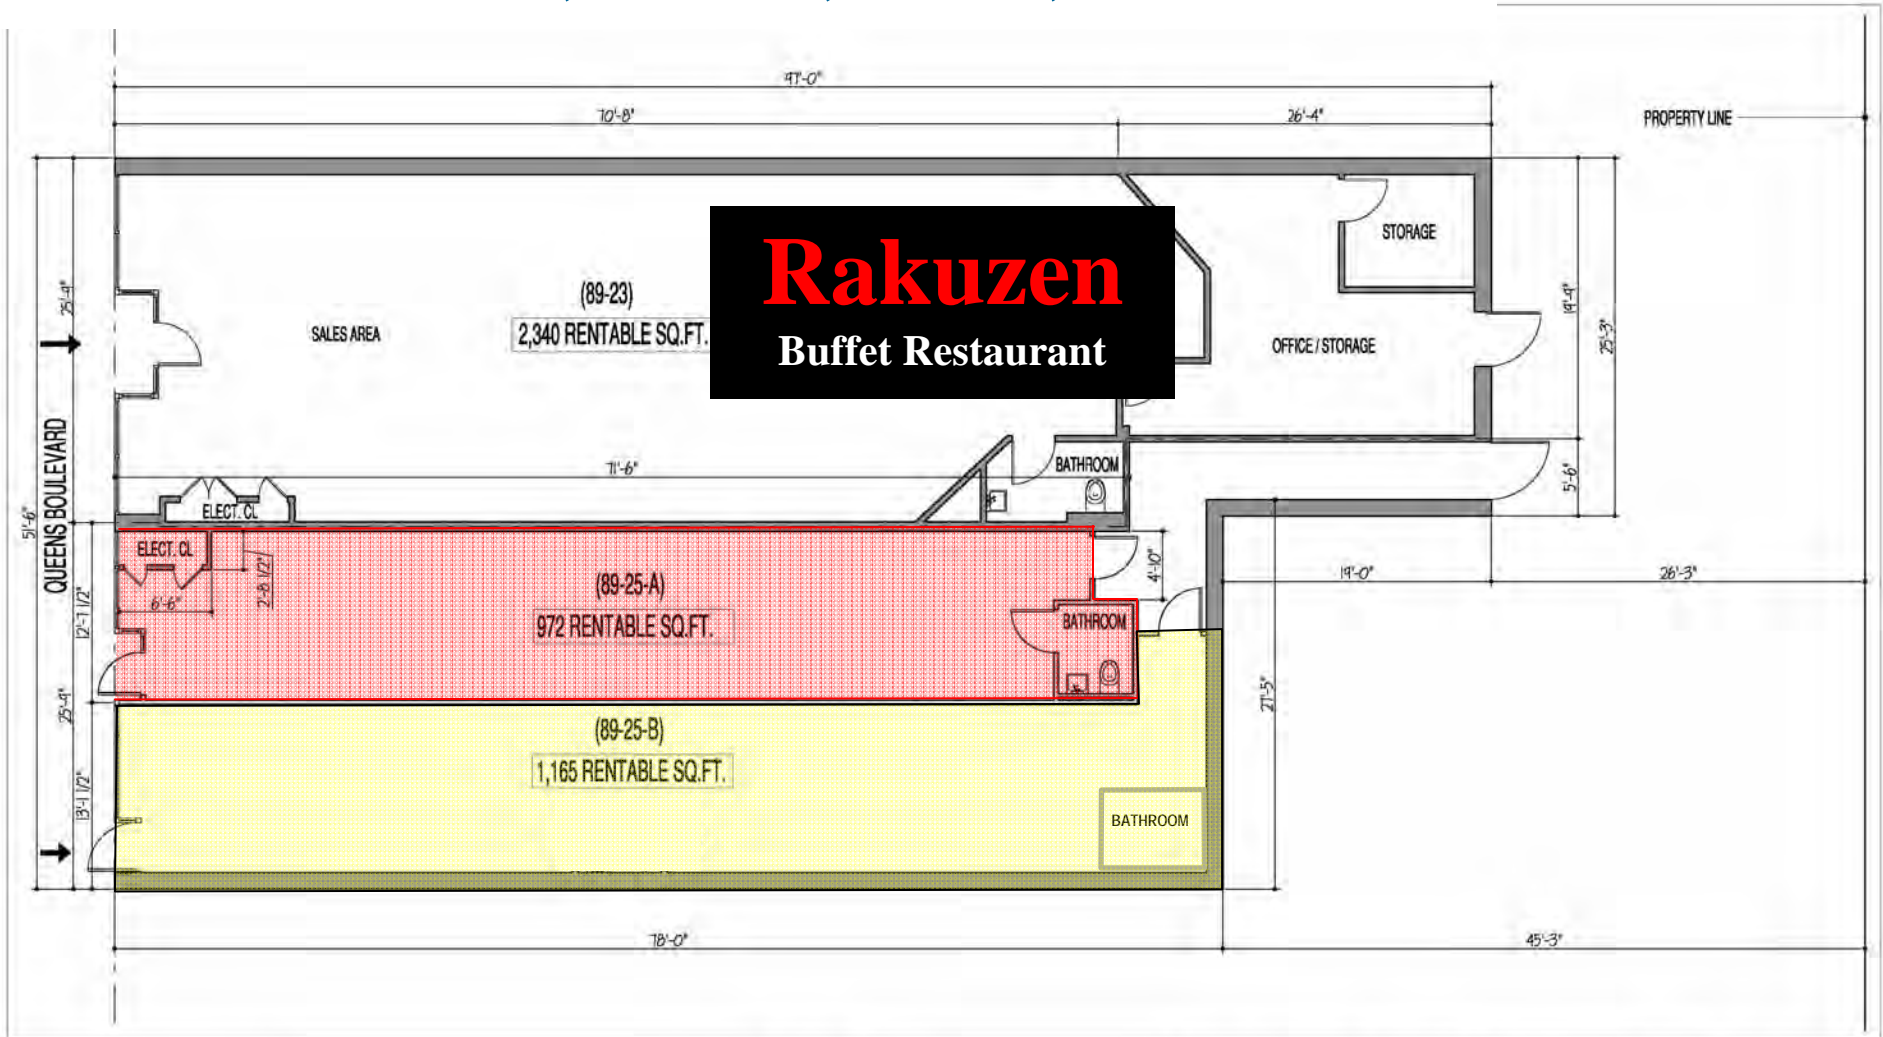 97'-0"
70'-8"
26'-4"
PROPERTY LINE
STORAGE
(89-23)
2,340 RENTABLE SQ.FT.
SALES AREA
Rakuzen
Buffet Restaurant
OFFICE / STORAGE
25'-9"
19'-9"
25'-3"
5'-6"
QUEENS BOULEVARD
51'-6"
71'-6"
BATHROOM
ELECT. CL
ELECT. CL
6'-6"
2'-8 1/2"
(89-25-A)
972 RENTABLE SQ.FT.
4'-10"
BATHROOM
19'-0"
26'-3"
12'-7 1/2"
25'-9"
13'-1 1/2"
27'-5"
(89-25-B)
1,165 RENTABLE SQ.FT.
BATHROOM
78'-0"
45'-3"